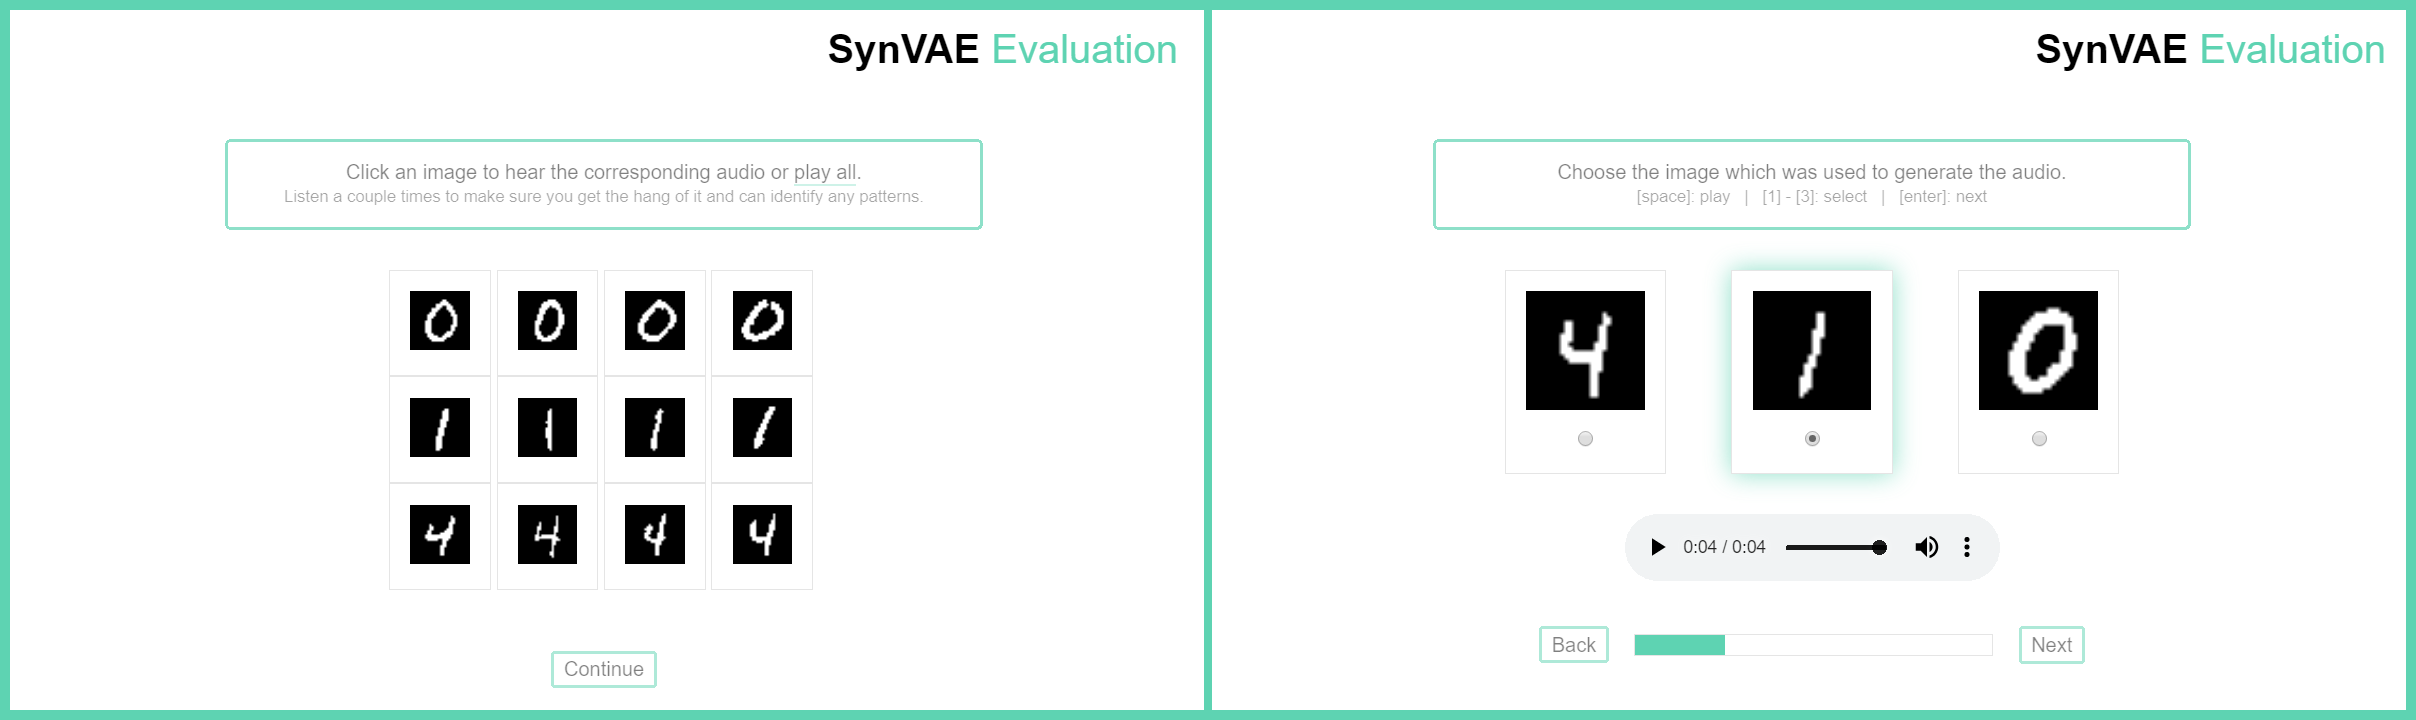 SynVAE Evaluation
Click an image to hear the corresponding audio or play all.
Listen a couple times to make sure you get the hang of it and can identify any patterns.
0 0 0 0
1 1 1 1
4 4 4 4
Continue
SynVAE Evaluation
Choose the image which was used to generate the audio.
[space]: play | [1] - [3]: select | [enter]: next
4 1 0
0:04 / 0:04
Back Next